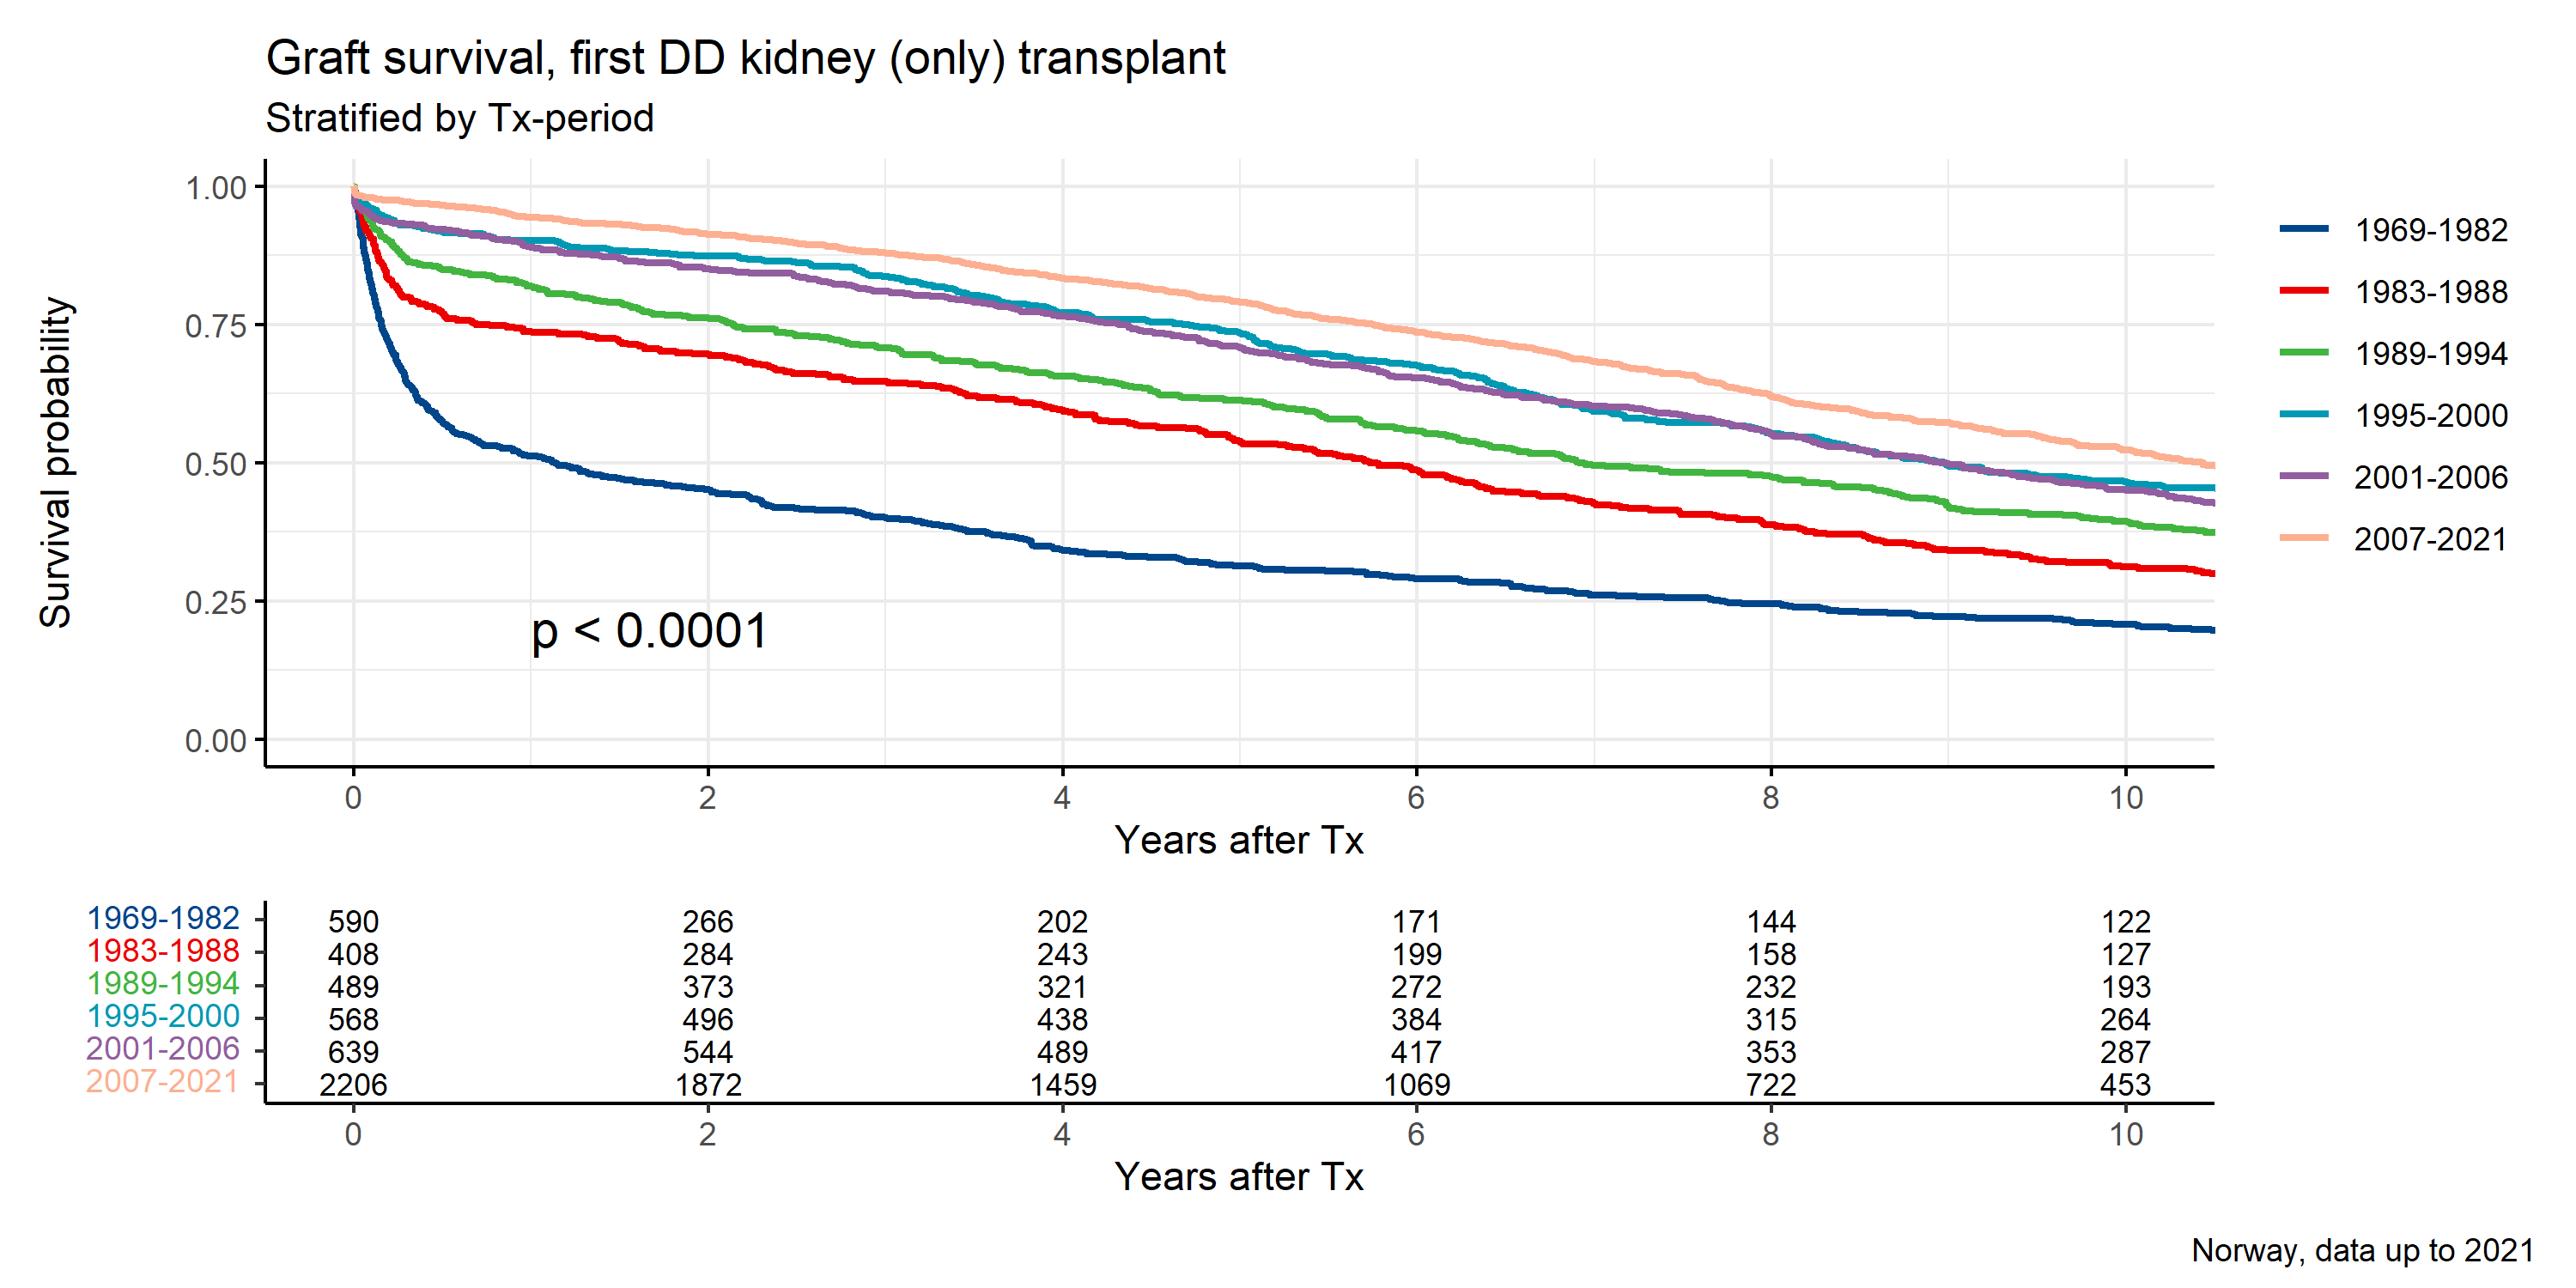 Graft survival, first DD kidney (only) transplant
Stratified by Tx-period
Survival probability
1.00
0.75
0.50
0.25
0.00
p < 0.0001
0 2 4 6 8 10
Years after Tx
1969-1982
1983-1988
1989-1994
1995-2000
2001-2006
2007-2021
1969-1982 590 266 202 171 144 122
1983-1988 408 284 243 199 158 127
1989-1994 489 373 321 272 232 193
1995-2000 568 496 438 384 315 264
2001-2006 639 544 489 417 353 287
2007-2021 2206 1872 1459 1069 722 453
0 2 4 6 8 10
Years after Tx
Norway, data up to 2021